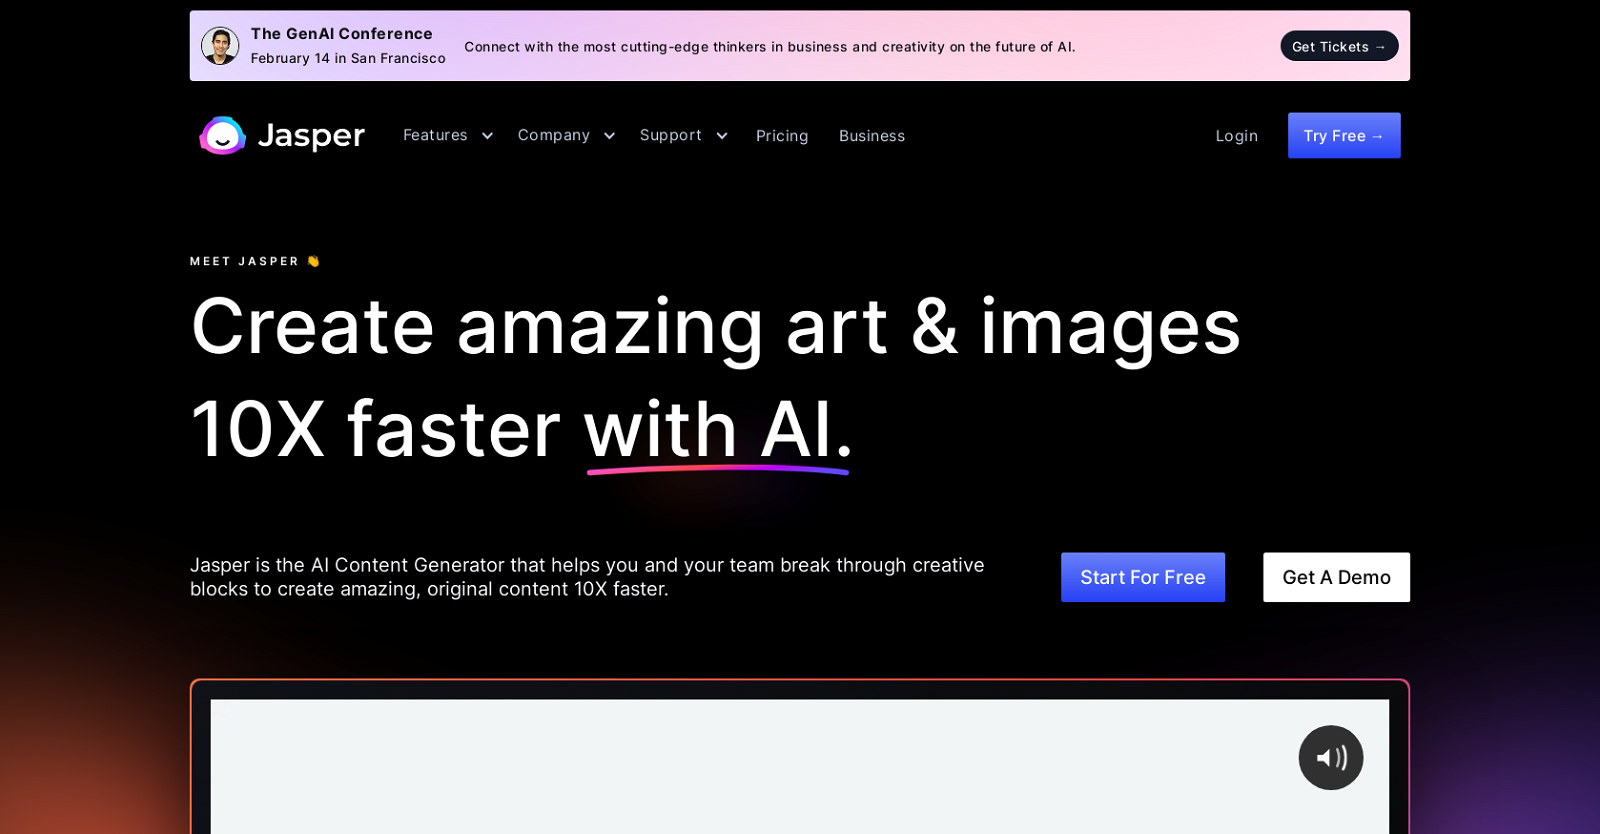 The GenAI Conference
February 14 in San Francisco
Connect with the most cutting-edge thinkers in business and creativity on the future of AI.
Get Tickets →
Jasper
Features
Company
Support
Pricing
Business
Login
Try Free →
MEET JASPER 👏
Create amazing art & images
10X faster with AI.
Jasper is the AI Content Generator that helps you and your team break through creative
blocks to create amazing, original content 10X faster.
Start For Free
Get A Demo